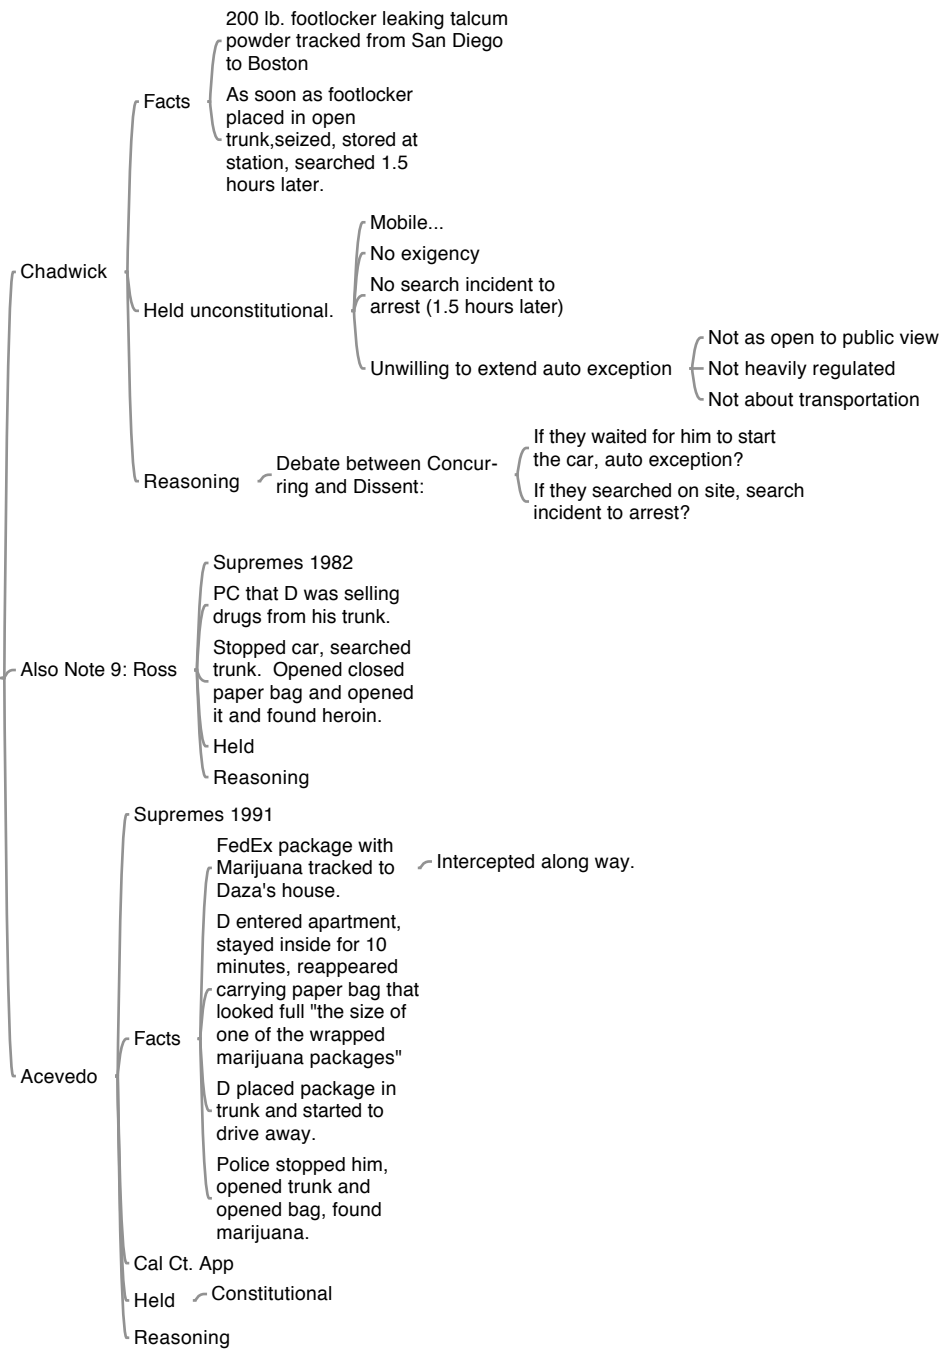 200 lb. footlocker leaking talcum
powder tracked from San Diego
to Boston
Facts
As soon as footlocker
placed in open
trunk,seized, stored at
station, searched 1.5
hours later.
Chadwick
Mobile...
No exigency
No search incident to
arrest (1.5 hours later)
Held unconstitutional.
Unwilling to extend auto exception
Not as open to public view
Not heavily regulated
Not about transportation
Reasoning
Debate between Concur-
ring and Dissent:
If they waited for him to start
the car, auto exception?
If they searched on site, search
incident to arrest?
Also Note 9: Ross
Supremes 1982
PC that D was selling
drugs from his trunk.
Stopped car, searched
trunk.  Opened closed
paper bag and opened
it and found heroin.
Held
Reasoning
Acevedo
Supremes 1991
Facts
FedEx package with
Marijuana tracked to
Daza's house.
Intercepted along way.
D entered apartment,
stayed inside for 10
minutes, reappeared
carrying paper bag that
looked full "the size of
one of the wrapped
marijuana packages"
D placed package in
trunk and started to
drive away.
Police stopped him,
opened trunk and
opened bag, found
marijuana.
Cal Ct. App
Held
Constitutional
Reasoning